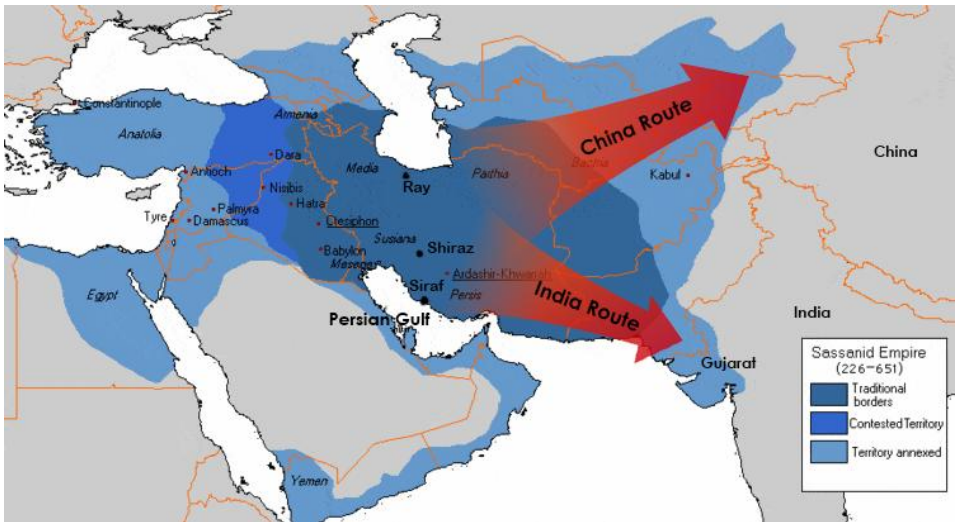 Constantinople
Armenia
Anatolia
Dara
Media
Parthia
Bactria
China Route
China
Antioch
Nisibis
Ray
Kabul
Palmyra
Hatra
Tyre
Damascus
Ctesiphon
Susiana
Babylon
Shiraz
Ardashir-Khwarrah
Egypt
Siraf
Persis
India Route
Persian Gulf
India
Gujarat
Yemen
Sassanid Empire
(226-651)
Traditional
borders
Contested Territory
Territory annexed